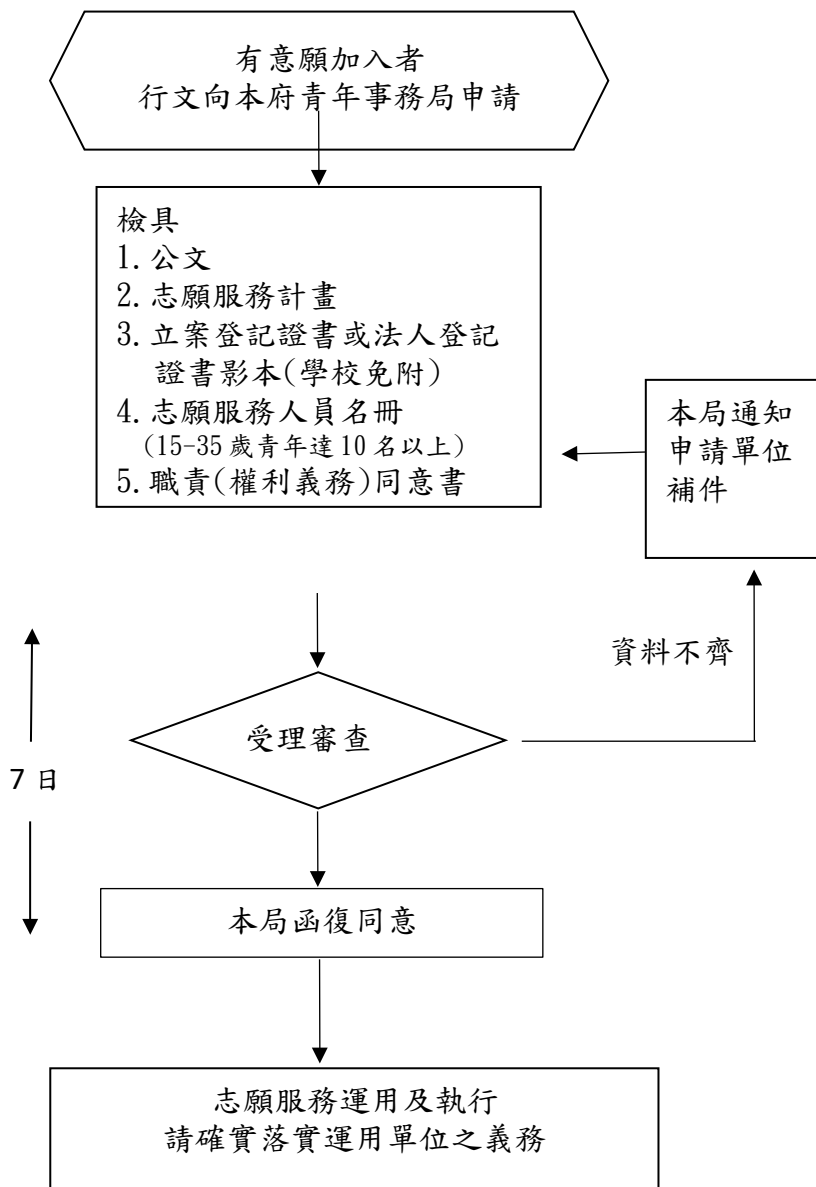 有意願加入者
行文向本府青年事務局申請
檢具
1. 公文
2. 志願服務計畫
3. 立案登記證書或法人登記
證書影本(學校免附)
4. 志願服務人員名冊
(15-35 歲青年達 10 名以上)
5. 職責(權利義務)同意書
本局通知
申請單位
補件
資料不齊
受理審查
7 日
本局函復同意
志願服務運用及執行
請確實落實運用單位之義務